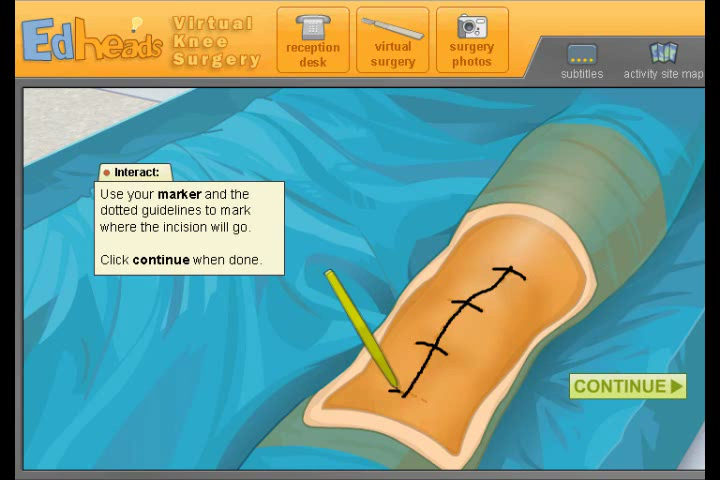 Edheads
Virtual
Knee
Surgery
reception
desk
virtual
surgery
surgery
photos
subtitles
activity site map
Interact:
Use your marker and the
dotted guidelines to mark
where the incision will go.
Click continue when done.
CONTINUE